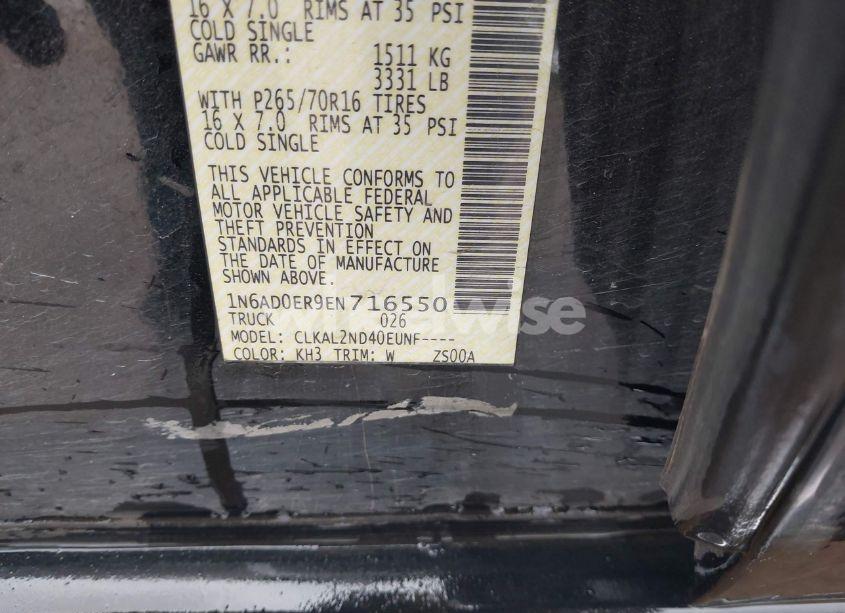 16 X 7.0 RIMS AT 35 PSI
COLD SINGLE
GAWR RR.: 1511 KG
3331 LB
WITH P265/70R16 TIRES
16 X 7.0 RIMS AT 35 PSI
COLD SINGLE
THIS VEHICLE CONFORMS TO
ALL APPLICABLE FEDERAL
MOTOR VEHICLE SAFETY AND
THEFT PREVENTION
STANDARDS IN EFFECT ON
THE DATE OF MANUFACTURE
SHOWN ABOVE.
1N6AD0ER9EN716550
TRUCK 026
MODEL: CLKAL2ND40EUNF----
COLOR: KH3 TRIM: W ZS00A